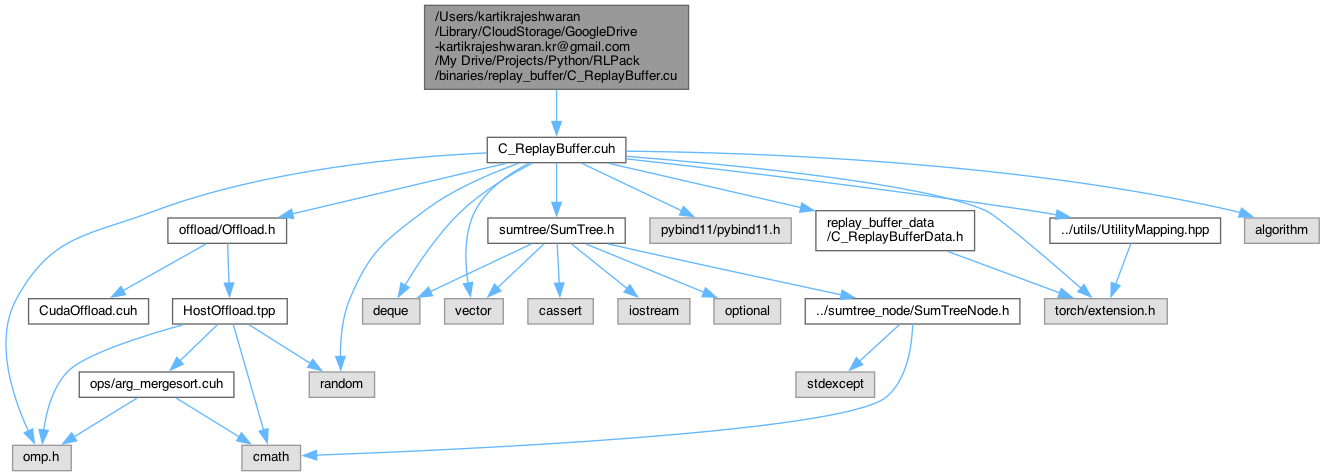 /Users/kartikrajeshwaran
/Library/CloudStorage/GoogleDrive
-kartikrajeshwaran.kr@gmail.com
/My Drive/Projects/Python/RLPack
/binaries/replay_buffer/C_ReplayBuffer.cu
C_ReplayBuffer.cuh
offload/Offload.h
sumtree/SumTree.h
pybind11/pybind11.h
replay_buffer_data
/C_ReplayBufferData.h
../utils/UtilityMapping.hpp
algorithm
CudaOffload.cuh
HostOffload.tpp
deque
vector
cassert
iostream
optional
../sumtree_node/SumTreeNode.h
torch/extension.h
ops/arg_mergesort.cuh
random
stdexcept
omp.h
cmath